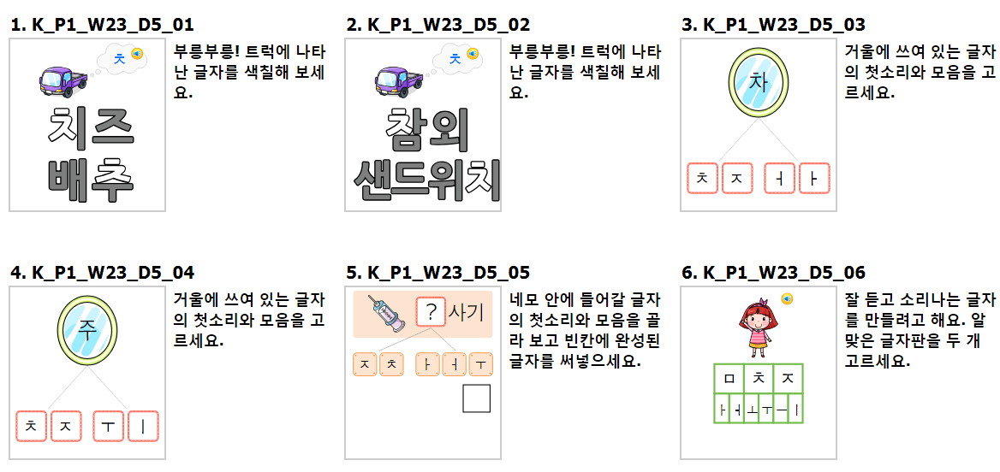 1. K_P1_W23_D5_01
ㅊ
부릉부릉! 트럭에 나타
난 글자를 색칠해 보세
요.
치즈
배추
2. K_P1_W23_D5_02
ㅊ
부릉부릉! 트럭에 나타
난 글자를 색칠해 보세
요.
참외
샌드위치
3. K_P1_W23_D5_03
차
거울에 쓰여 있는 글자
의 첫소리와 모음을 고
르세요.
ㅊ ㅈ ㅓ ㅏ
4. K_P1_W23_D5_04
주
거울에 쓰여 있는 글자
의 첫소리와 모음을 고
르세요.
ㅊ ㅈ ㅜ ㅣ
5. K_P1_W23_D5_05
? 사기
네모 안에 들어갈 글자
의 첫소리와 모음을 골
라 보고 빈칸에 완성된
글자를 써넣으세요.
ㅈ ㅊ ㅏ ㅓ ㅜ
6. K_P1_W23_D5_06
잘 듣고 소리나는 글자
를 만들려고 해요. 알
맞은 글자판을 두 개
고르세요.
ㅁ ㅊ ㅈ
ㅏ ㅓ ㅗ ㅜ ㅡ ㅣ